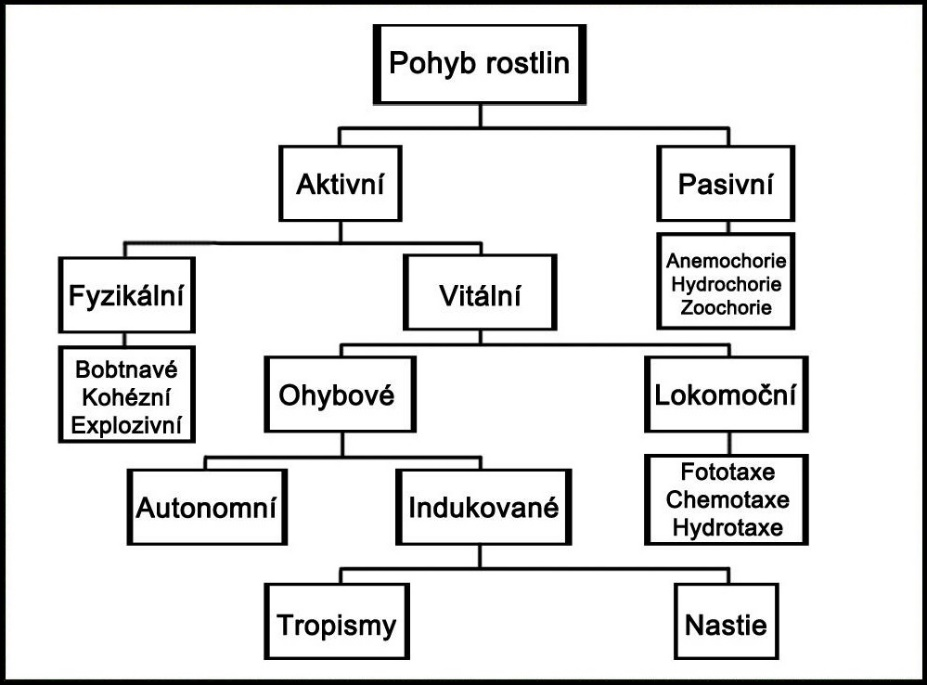 Pohyb rostlin
Aktivní
Pasivní
Anemochorie
Hydrochorie
Zoochorie
Fyzikální
Vitální
Bobtnavé
Kohézní
Explozivní
Ohybové
Lokomoční
Fototaxe
Chemotaxe
Hydrotaxe
Autonomní
Indukované
Tropismy
Nastie